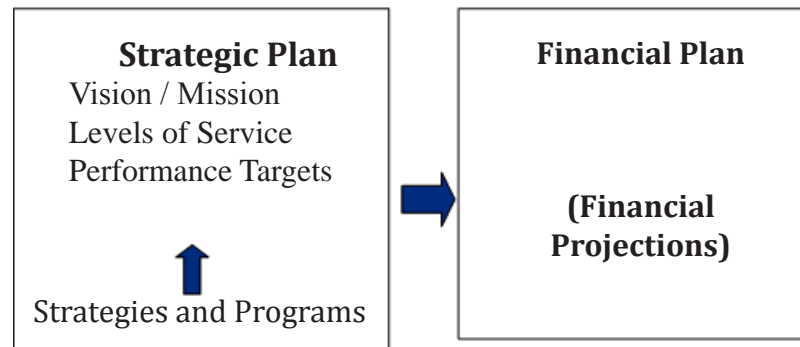 Strategic Plan
Vision / Mission
Levels of Service
Performance Targets
Strategies and Programs
Financial Plan
(Financial
Projections)